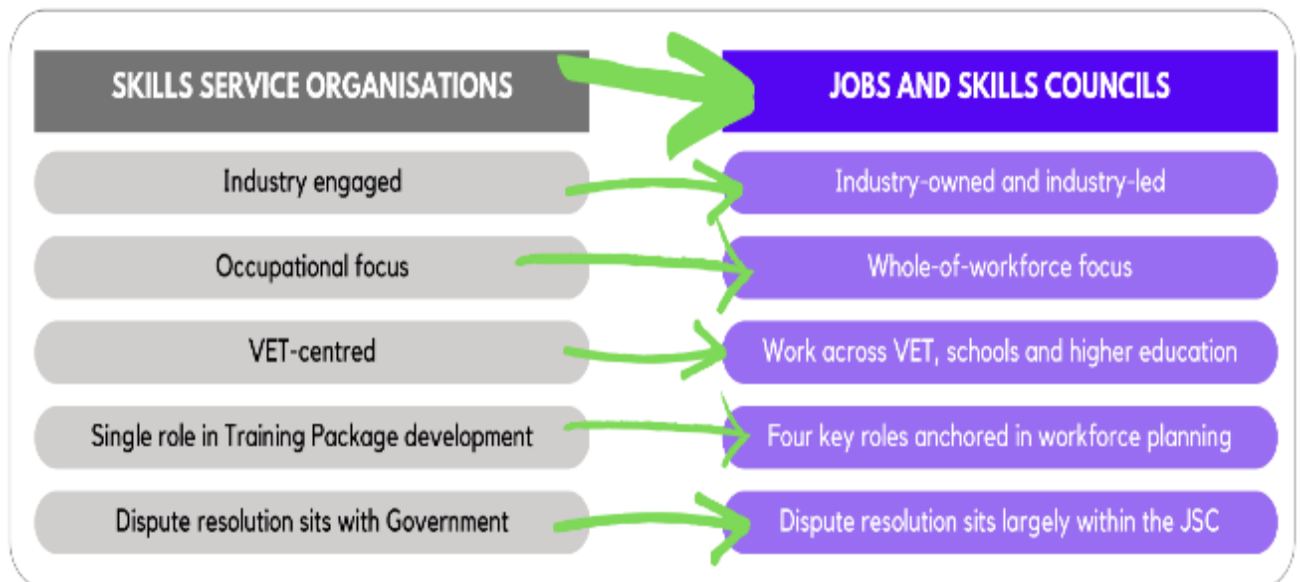 SKILLS SERVICE ORGANISATIONS
JOBS AND SKILLS COUNCILS
Industry engaged
Industry-owned and industry-led
Occupational focus
Whole-of-workforce focus
VET-centred
Work across VET, schools and higher education
Single role in Training Package development
Four key roles anchored in workforce planning
Dispute resolution sits with Government
Dispute resolution sits largely within the JSC